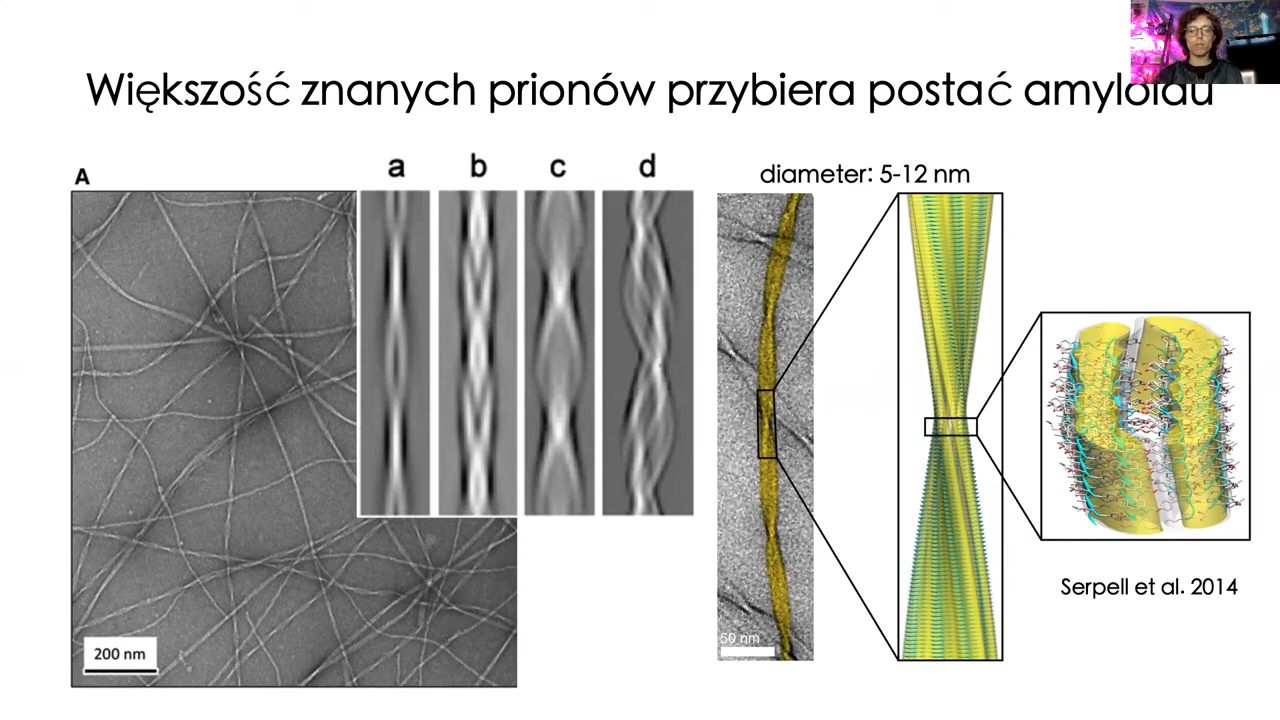 Większość znanych prionów przybiera postać amyloidu
A
a b c d
diameter: 5-12 nm
200 nm
50 nm
Serpell et al. 2014